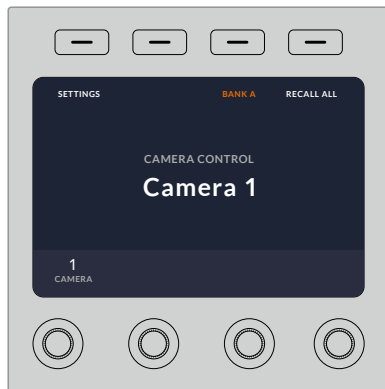 SETTINGS BANK A RECALL ALL
CAMERA CONTROL
Camera 1
1
CAMERA